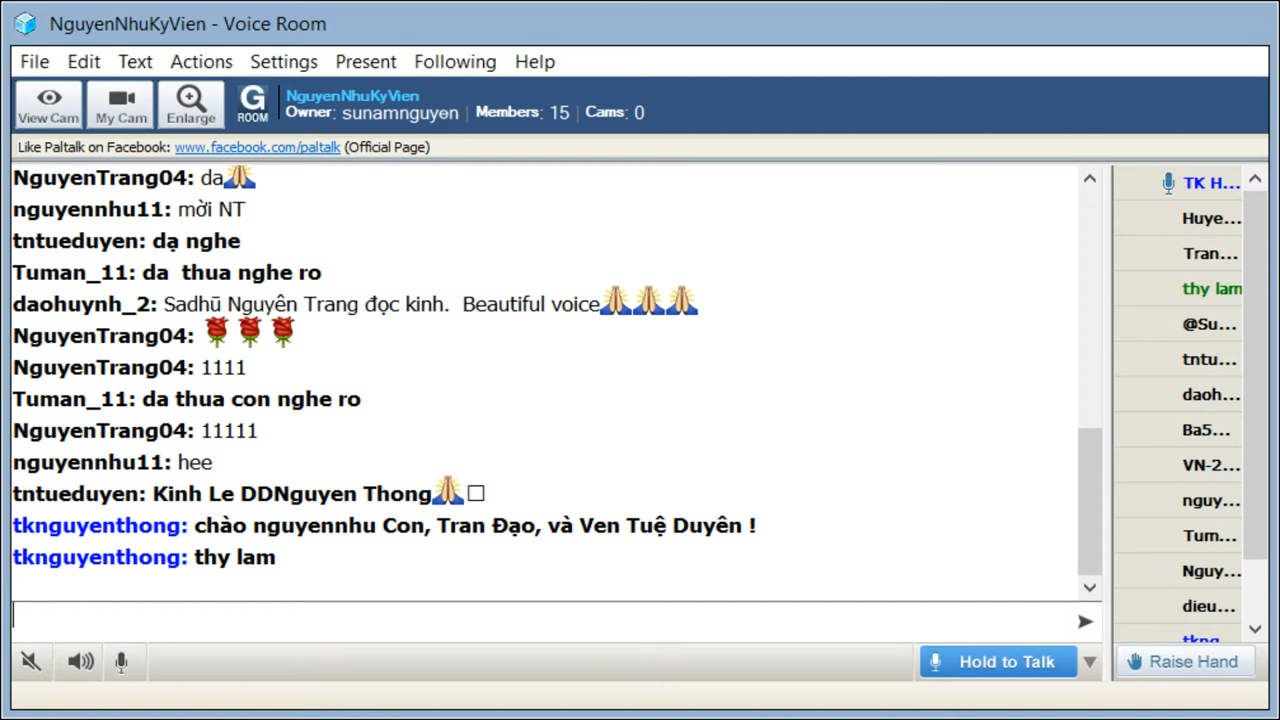 NguyenNhuKyVien - Voice Room
File Edit Text Actions Settings Present Following Help
View Cam My Cam Enlarge G ROOM
NguyenNhuKyVien
Owner: sunamnguyen | Members: 15 | Cams: 0
Like Paltalk on Facebook: www.facebook.com/paltalk (Official Page)
NguyenTrang04: da🙏
nguyennhu11: mời NT
tntueduyen: dạ nghe
Tuman_11: da thua nghe ro
daohuynh_2: Sadhū Nguyên Trang đọc kinh. Beautiful voice🙏🙏🙏
NguyenTrang04: 🌹🌹🌹
NguyenTrang04: 1111
Tuman_11: da thua con nghe ro
NguyenTrang04: 11111
nguyennhu11: hee
tntueduyen: Kinh Le DDNguyen Thong🙏□
tknguyenthong: chào nguyennhu Con, Tran Đạo, và Ven Tuệ Duyên !
tknguyenthong: thy lam
TK H...
Huye...
Tran...
thy lam
@Su...
tntu...
daoh...
Ba5...
VN-2...
nguy...
Tum...
Nguy...
dieu...
tkng
Hold to Talk
Raise Hand